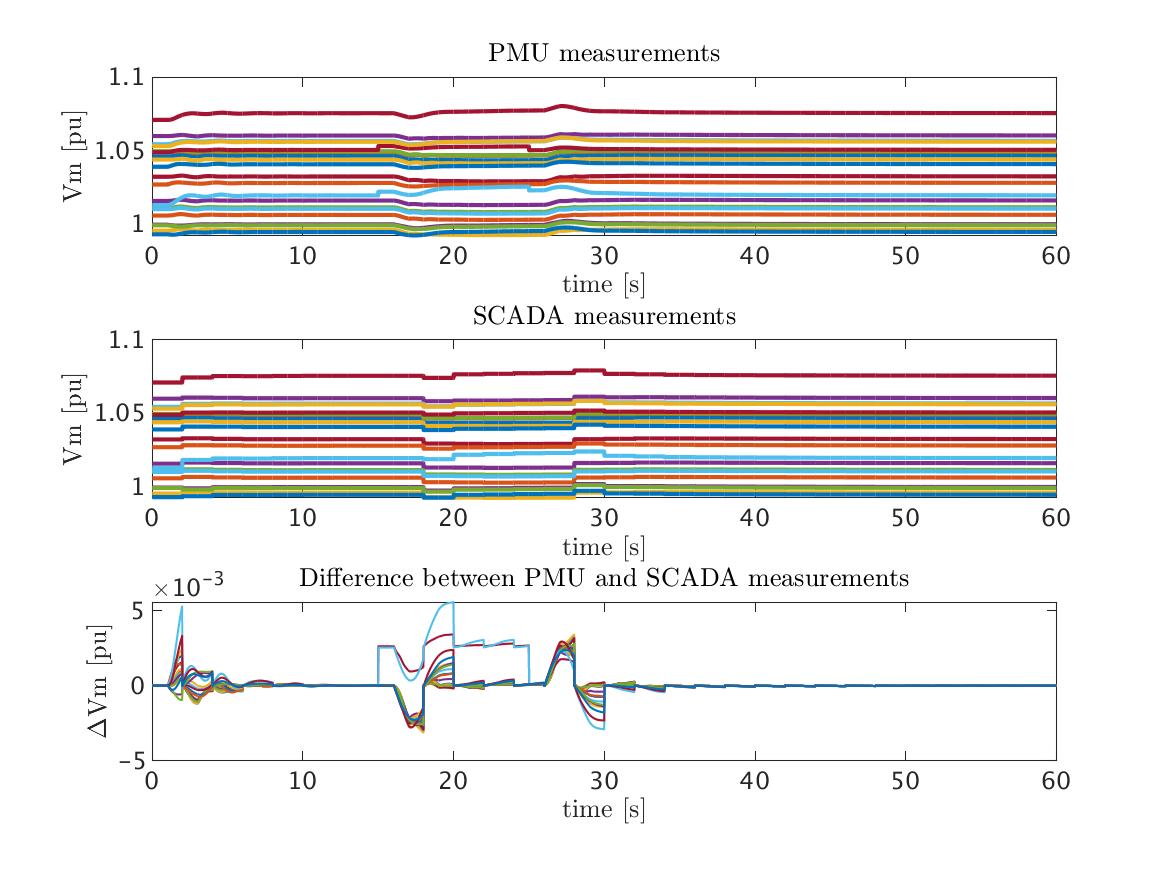 PMU measurements
1.1
1.05
1
Vm [pu]
0 10 20 30 40 50 60
time [s]
SCADA measurements
1.1
1.05
1
Vm [pu]
0 10 20 30 40 50 60
time [s]
Difference between PMU and SCADA measurements
×10⁻³
5
0
-5
ΔVm [pu]
0 10 20 30 40 50 60
time [s]